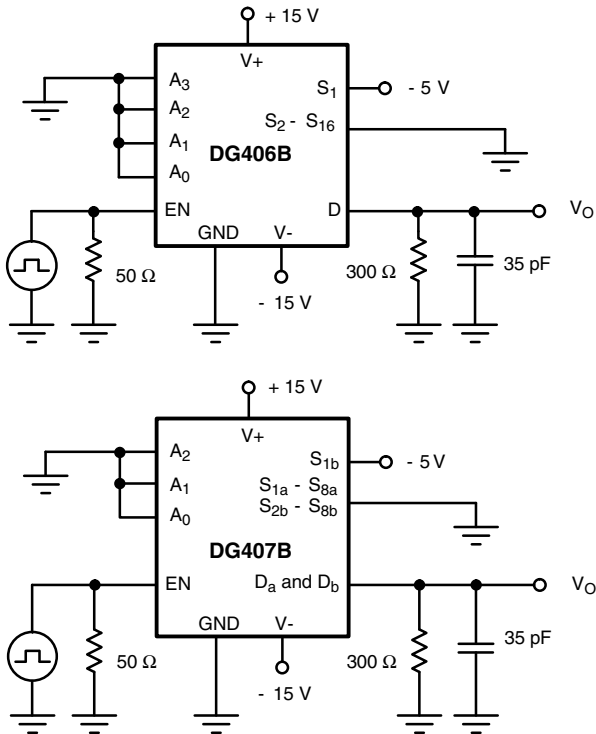 + 15 V
V+
A3
S1
- 5 V
A2
S2 - S16
A1
DG406B
A0
EN
D
VO
GND
V-
50 Ω
300 Ω
35 pF
- 15 V
+ 15 V
V+
A2
S1b
- 5 V
A1
S1a - S8a
A0
S2b - S8b
DG407B
EN
Da and Db
VO
GND
V-
50 Ω
300 Ω
35 pF
- 15 V